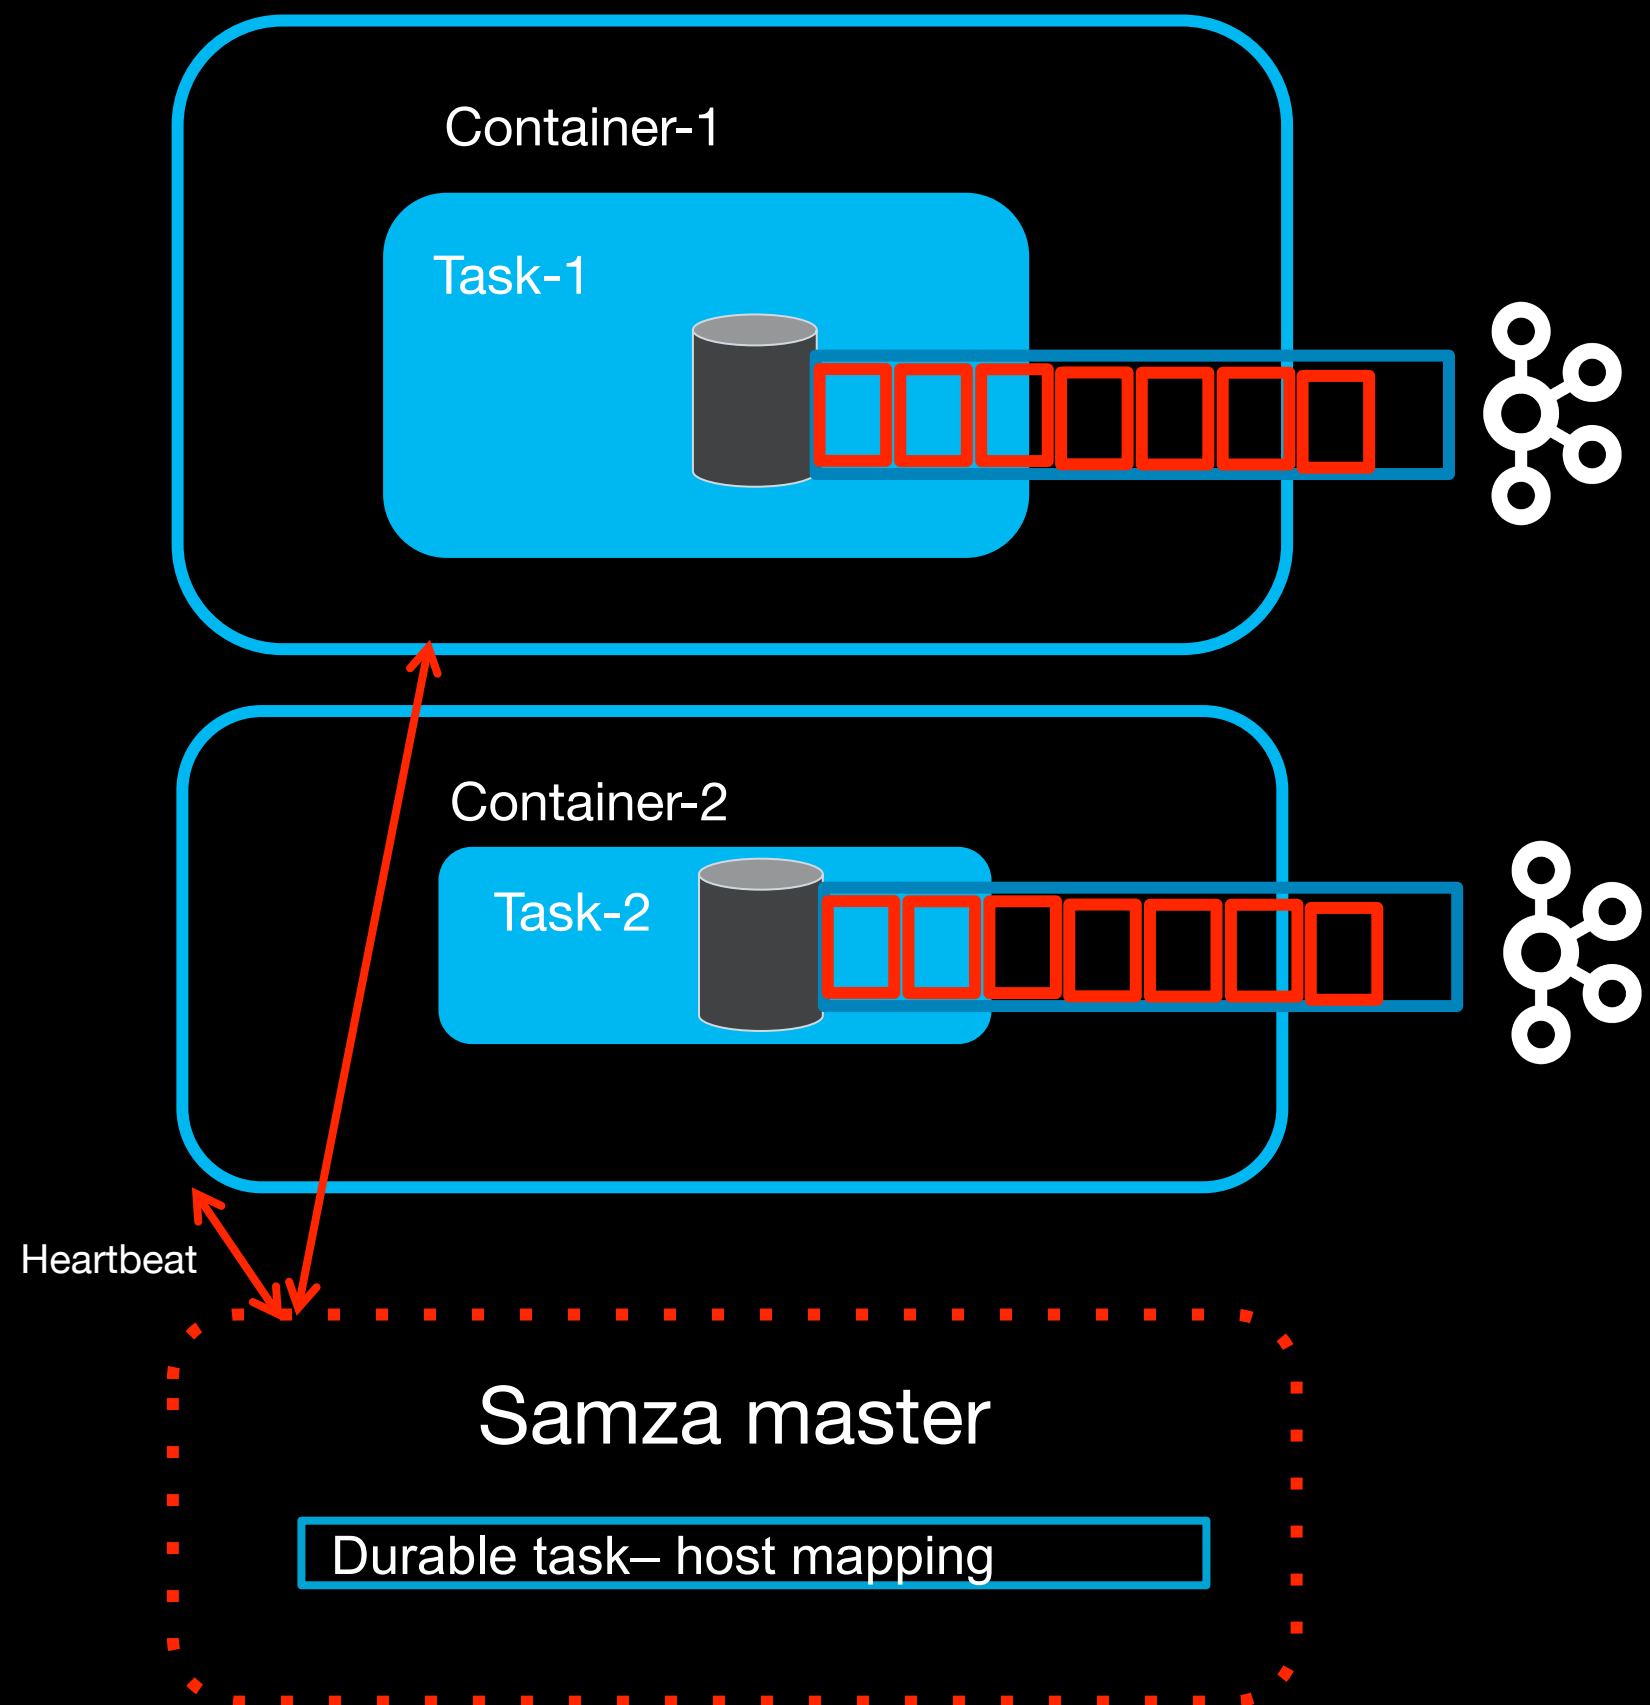 Container-1
Task-1
Container-2
Task-2
Heartbeat
Samza master
Durable task– host mapping